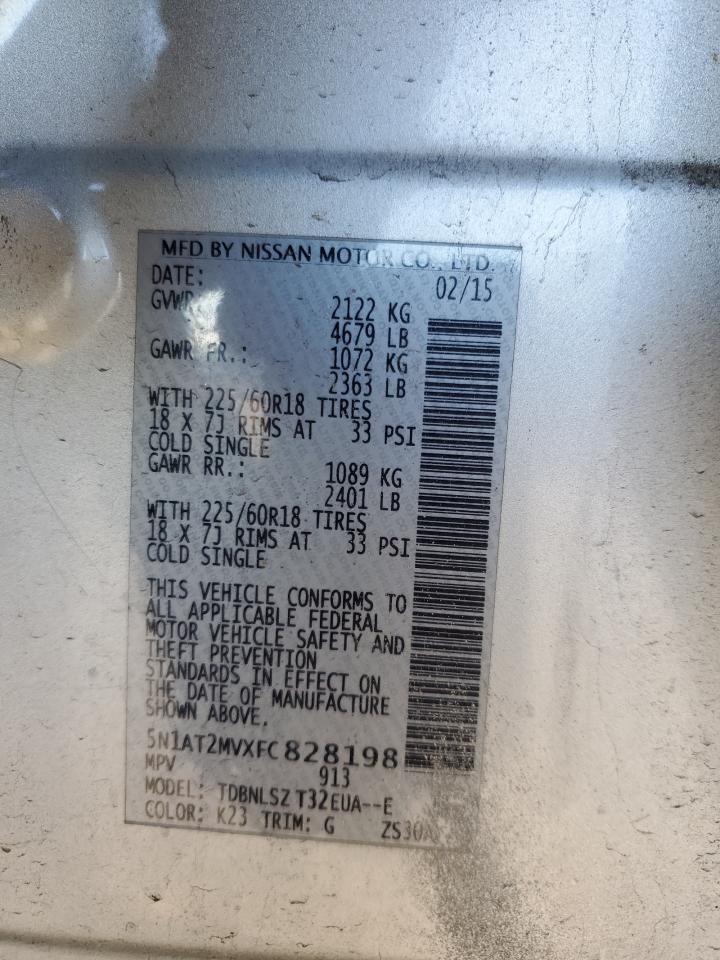 MFD BY NISSAN MOTOR CO., LTD.
DATE: 02/15
GVWR 2122 KG
4679 LB
GAWR FR.: 1072 KG
2363 LB
WITH 225/60R18 TIRES
18 X 7J RIMS AT 33 PSI
COLD SINGLE
GAWR RR.: 1089 KG
2401 LB
WITH 225/60R18 TIRES
18 X 7J RIMS AT 33 PSI
COLD SINGLE
THIS VEHICLE CONFORMS TO
ALL APPLICABLE FEDERAL
MOTOR VEHICLE SAFETY AND
THEFT PREVENTION
STANDARDS IN EFFECT ON
THE DATE OF MANUFACTURE
SHOWN ABOVE.
5N1AT2MVXFC828198
MPV 913
MODEL: TDBNLSZ T32EUA--E
COLOR: K23 TRIM: G ZS30A